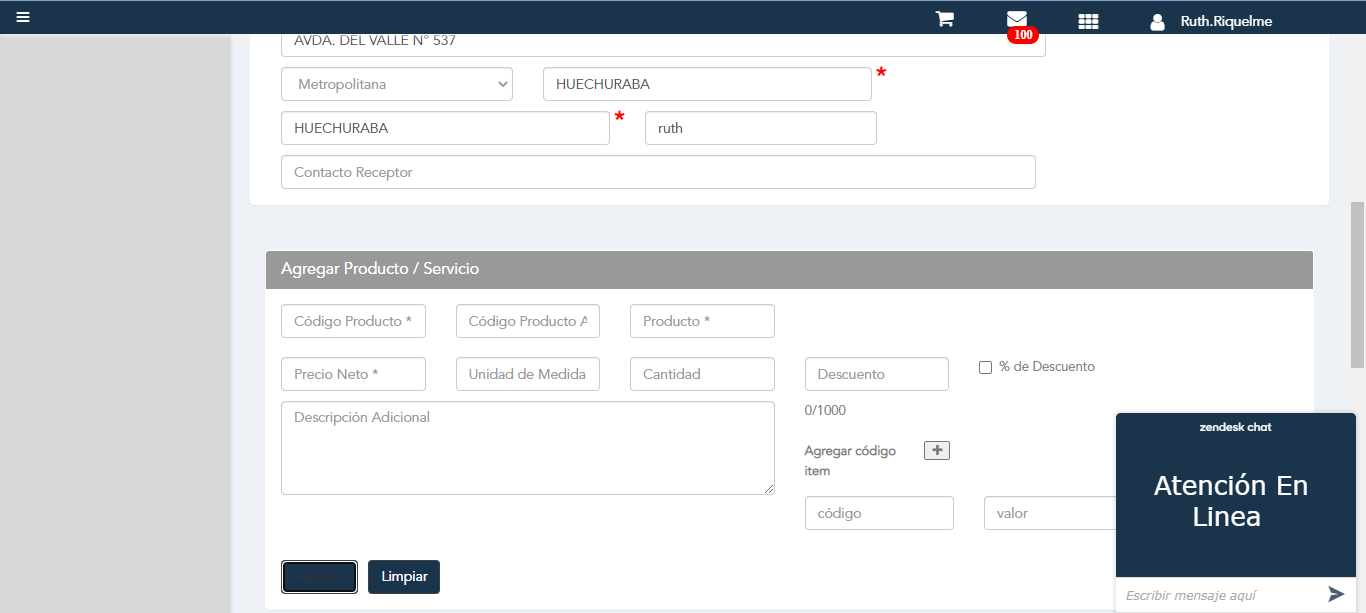 Ruth.Riquelme
100
AVDA. DEL VALLE N° 537
Metropolitana
HUECHURABA
*
HUECHURABA
*
ruth
Contacto Receptor
Agregar Producto / Servicio
Código Producto *
Código Producto A
Producto *
Precio Neto *
Unidad de Medida
Cantidad
Descuento
% de Descuento
Descripción Adicional
0/1000
Agregar código
item
código
valor
Limpiar
zendesk chat
Atención En
Linea
Escribir mensaje aquí